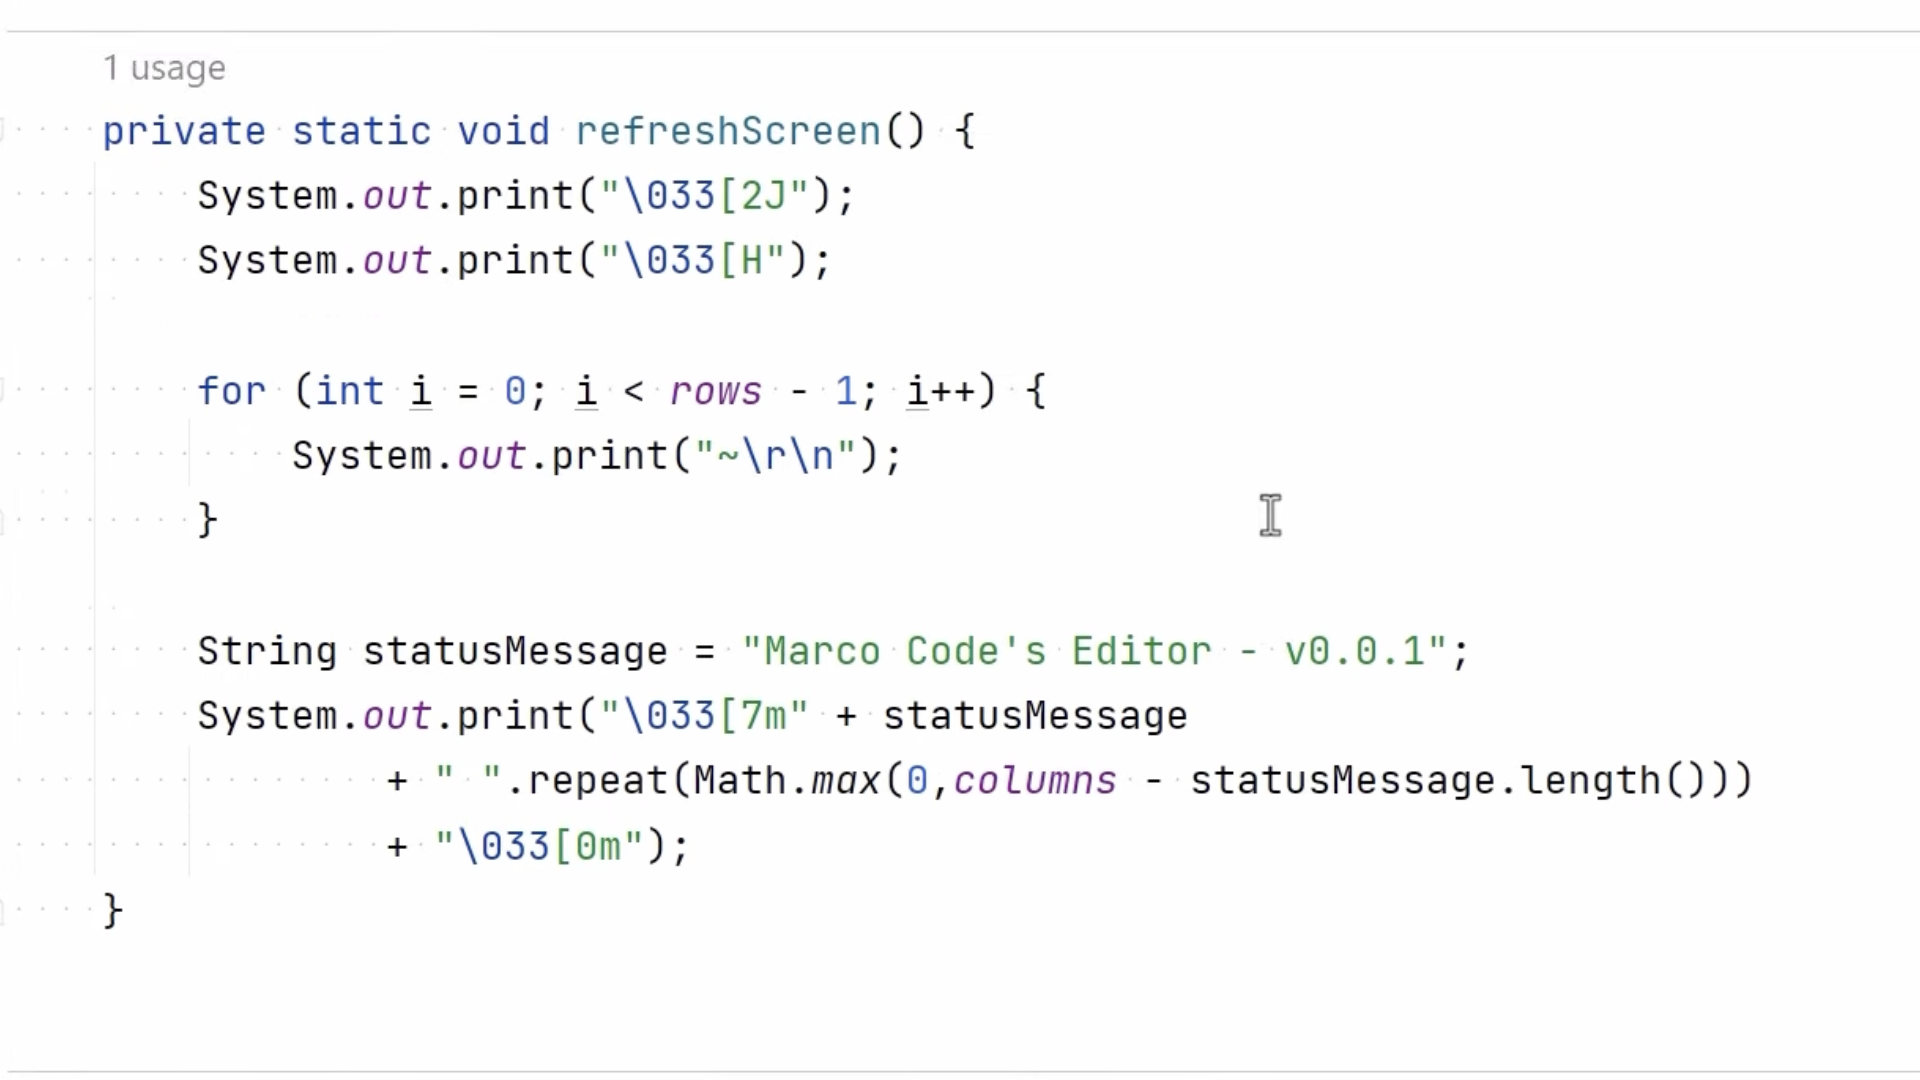 1 usage
private static void refreshScreen() {
System.out.print("\033[2J");
System.out.print("\033[H");
for (int i = 0; i < rows - 1; i++) {
System.out.print("~\r\n");
}
String statusMessage = "Marco Code's Editor - v0.0.1";
System.out.print("\033[7m" + statusMessage
+ " ".repeat(Math.max(0,columns - statusMessage.length()))
+ "\033[0m");
}